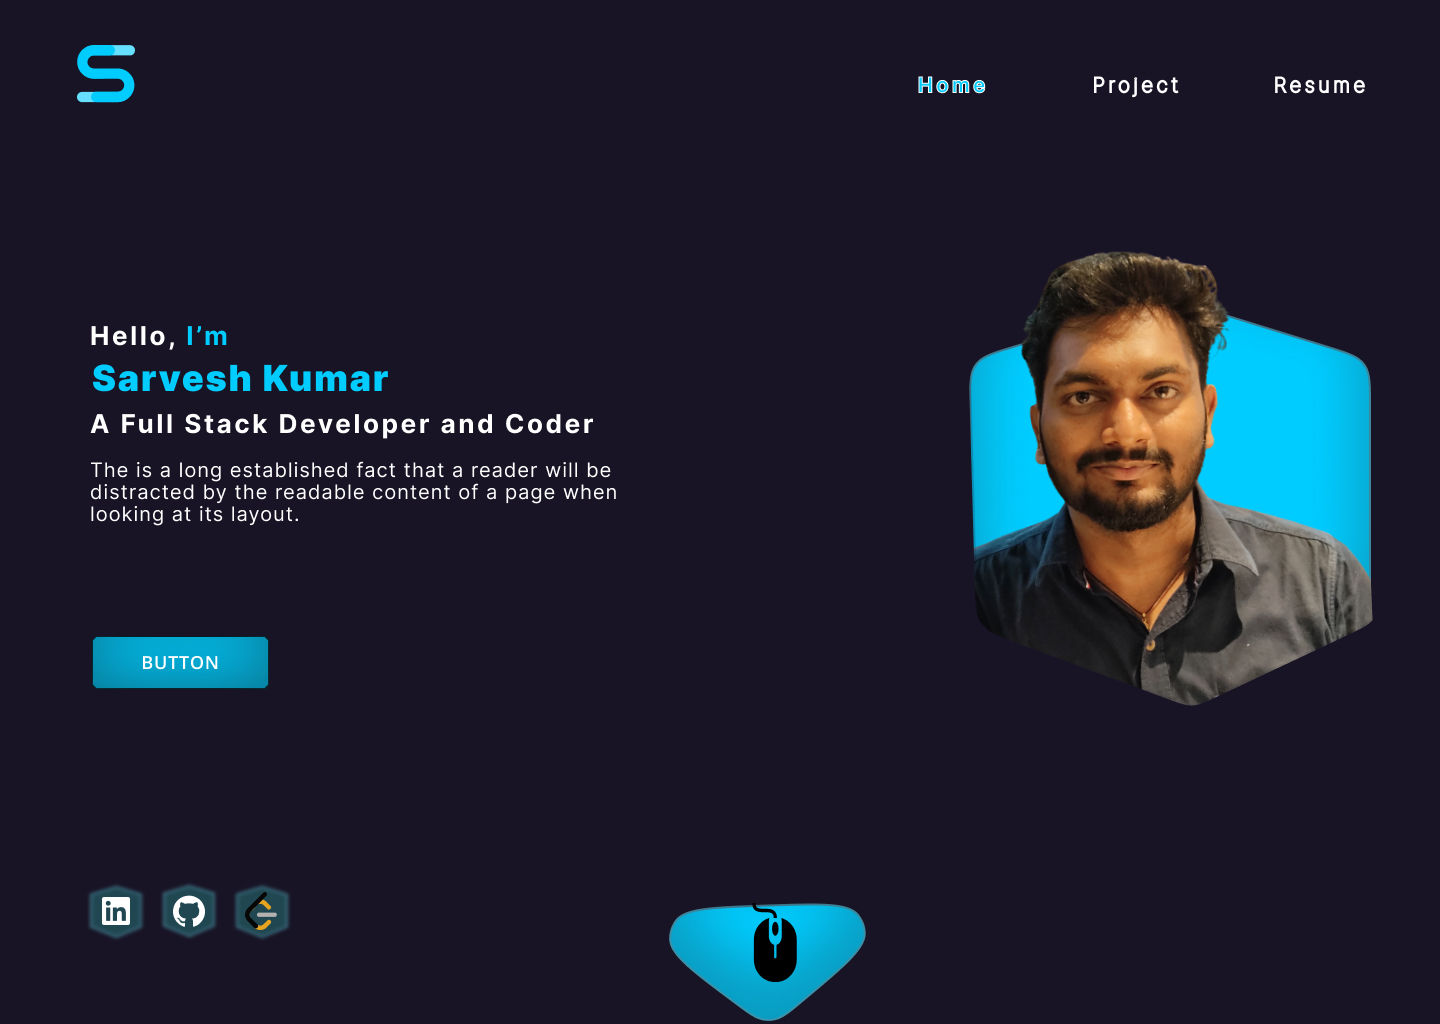 S
Home Project Resume
Hello, I'm
Sarvesh Kumar
A Full Stack Developer and Coder
The is a long established fact that a reader will be
distracted by the readable content of a page when
looking at its layout.
BUTTON
in